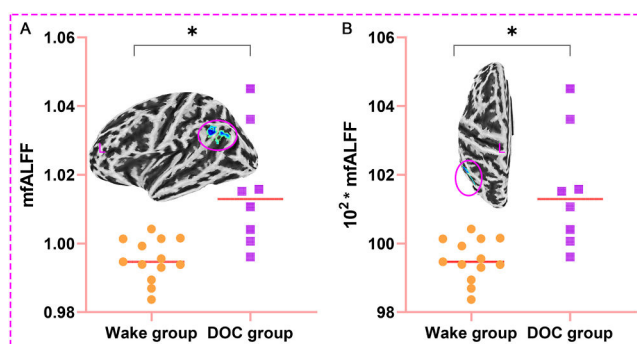 A
*
1.06
1.04
1.02
1.00
0.98
mfALFF
L
Wake group
DOC group
B
*
106
104
102
100
98
10²* mfALFF
L
Wake group
DOC group